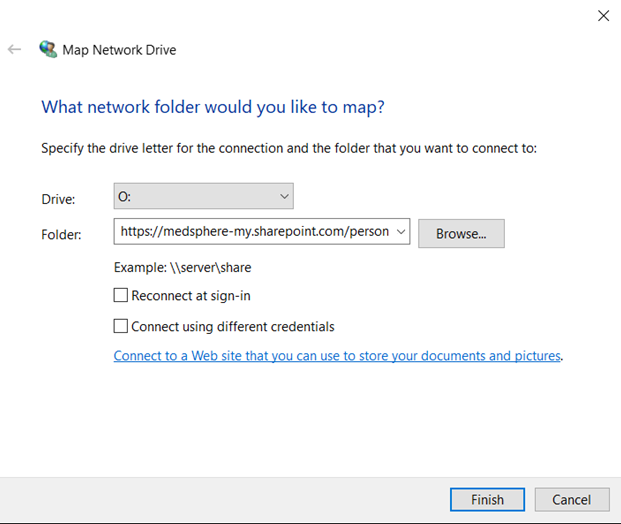 Map Network Drive
What network folder would you like to map?
Specify the drive letter for the connection and the folder that you want to connect to:
Drive: O:
Folder: https://medsphere-my.sharepoint.com/person Browse...
Example: \\server\share
Reconnect at sign-in
Connect using different credentials
Connect to a Web site that you can use to store your documents and pictures.
Finish Cancel